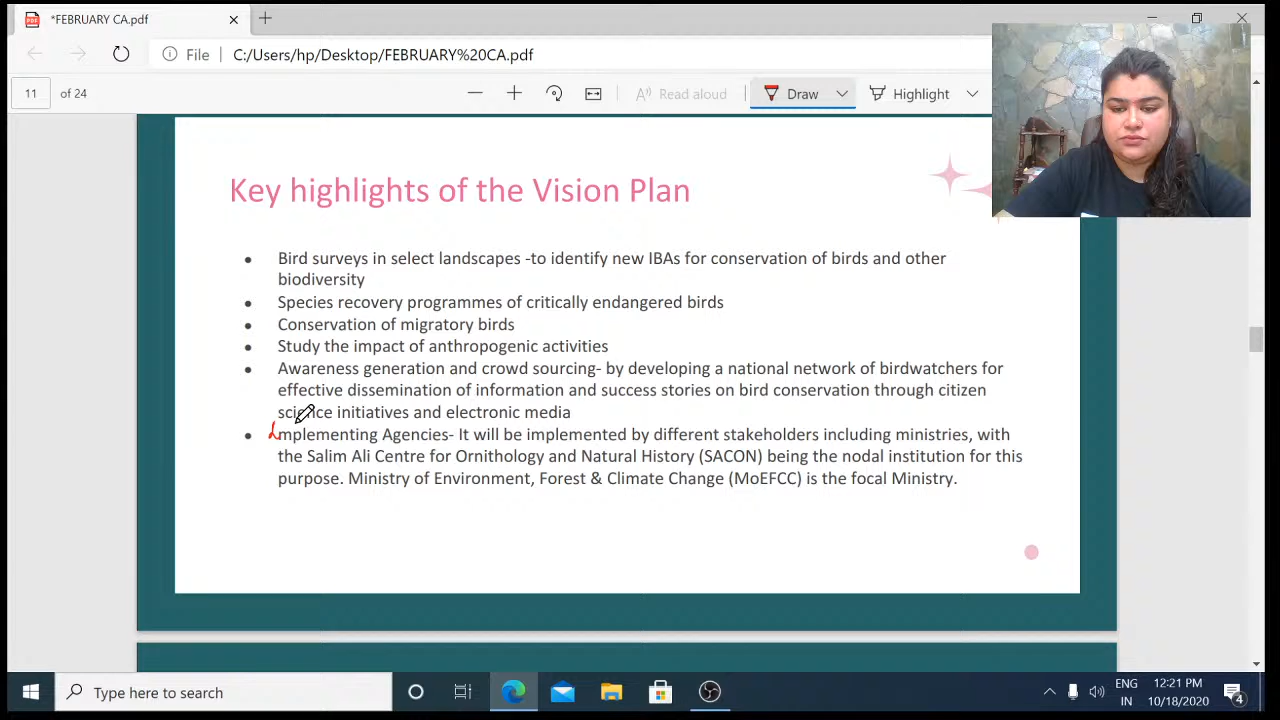 *FEBRUARY CA.pdf
File C:/Users/hp/Desktop/FEBRUARY%20CA.pdf
11 of 24 Read aloud Draw Highlight
Key highlights of the Vision Plan
• Bird surveys in select landscapes -to identify new IBAs for conservation of birds and other
biodiversity
• Species recovery programmes of critically endangered birds
• Conservation of migratory birds
• Study the impact of anthropogenic activities
• Awareness generation and crowd sourcing- by developing a national network of birdwatchers for
effective dissemination of information and success stories on bird conservation through citizen
science initiatives and electronic media
• Implementing Agencies- It will be implemented by different stakeholders including ministries, with
the Salim Ali Centre for Ornithology and Natural History (SACON) being the nodal institution for this
purpose. Ministry of Environment, Forest & Climate Change (MoEFCC) is the focal Ministry.
Type here to search
ENG 12:21 PM
IN 10/18/2020 4